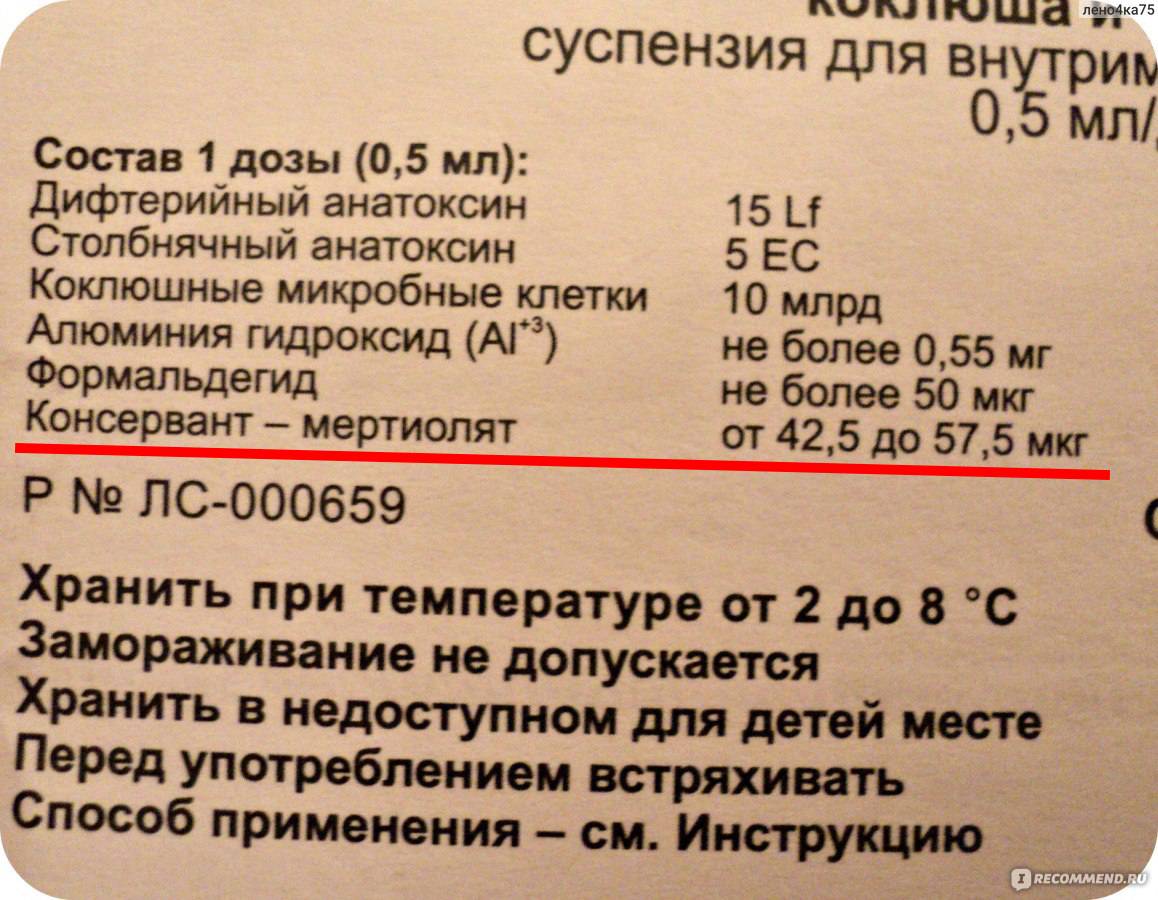 лено4ка75
коклюша и
суспензия для внутрим
0,5 мл/
Состав 1 дозы (0,5 мл):
Дифтерийный анатоксин 15 Lf
Столбнячный анатоксин 5 ЕС
Коклюшные микробные клетки 10 млрд
Алюминия гидроксид (Al⁺³) не более 0,55 мг
Формальдегид не более 50 мкг
Консервант – мертиолят от 42,5 до 57,5 мкг
Р № ЛС-000659
Хранить при температуре от 2 до 8 °С
Замораживание не допускается
Хранить в недоступном для детей месте
Перед употреблением встряхивать
Способ применения – см. Инструкцию
I RECOMMEND.RU